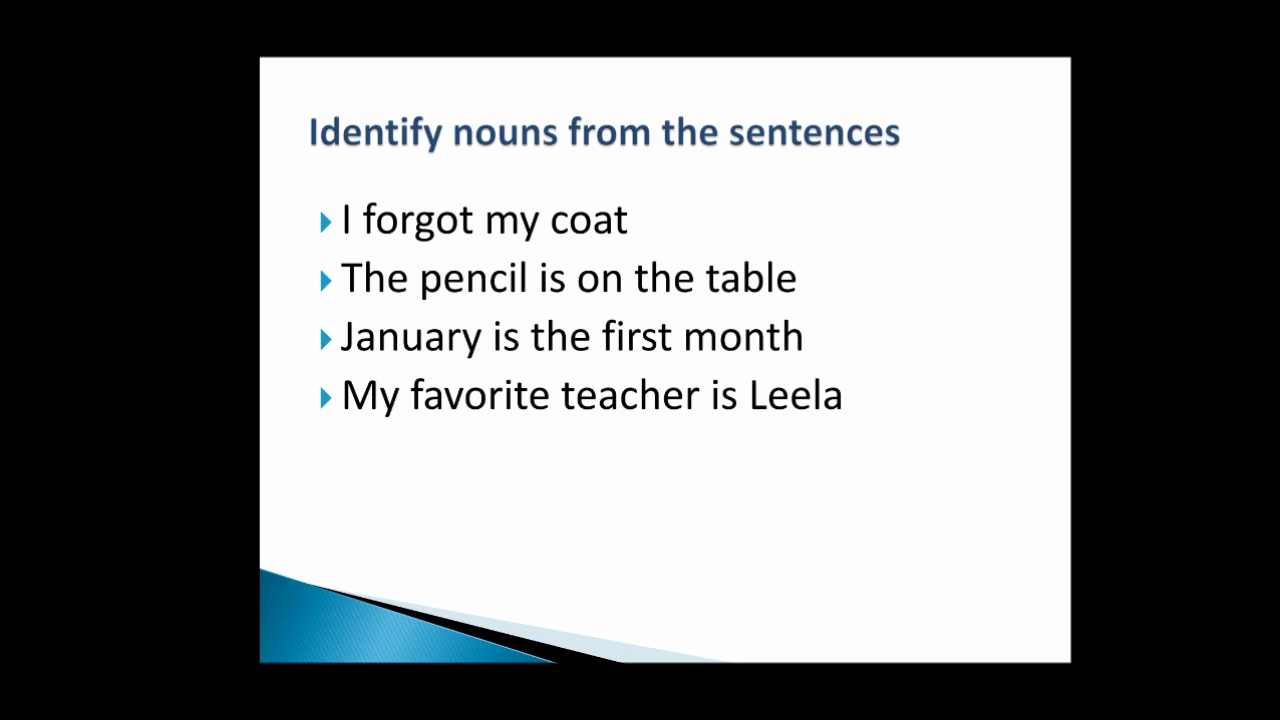 Identify nouns from the sentences
I forgot my coat
The pencil is on the table
January is the first month
My favorite teacher is Leela